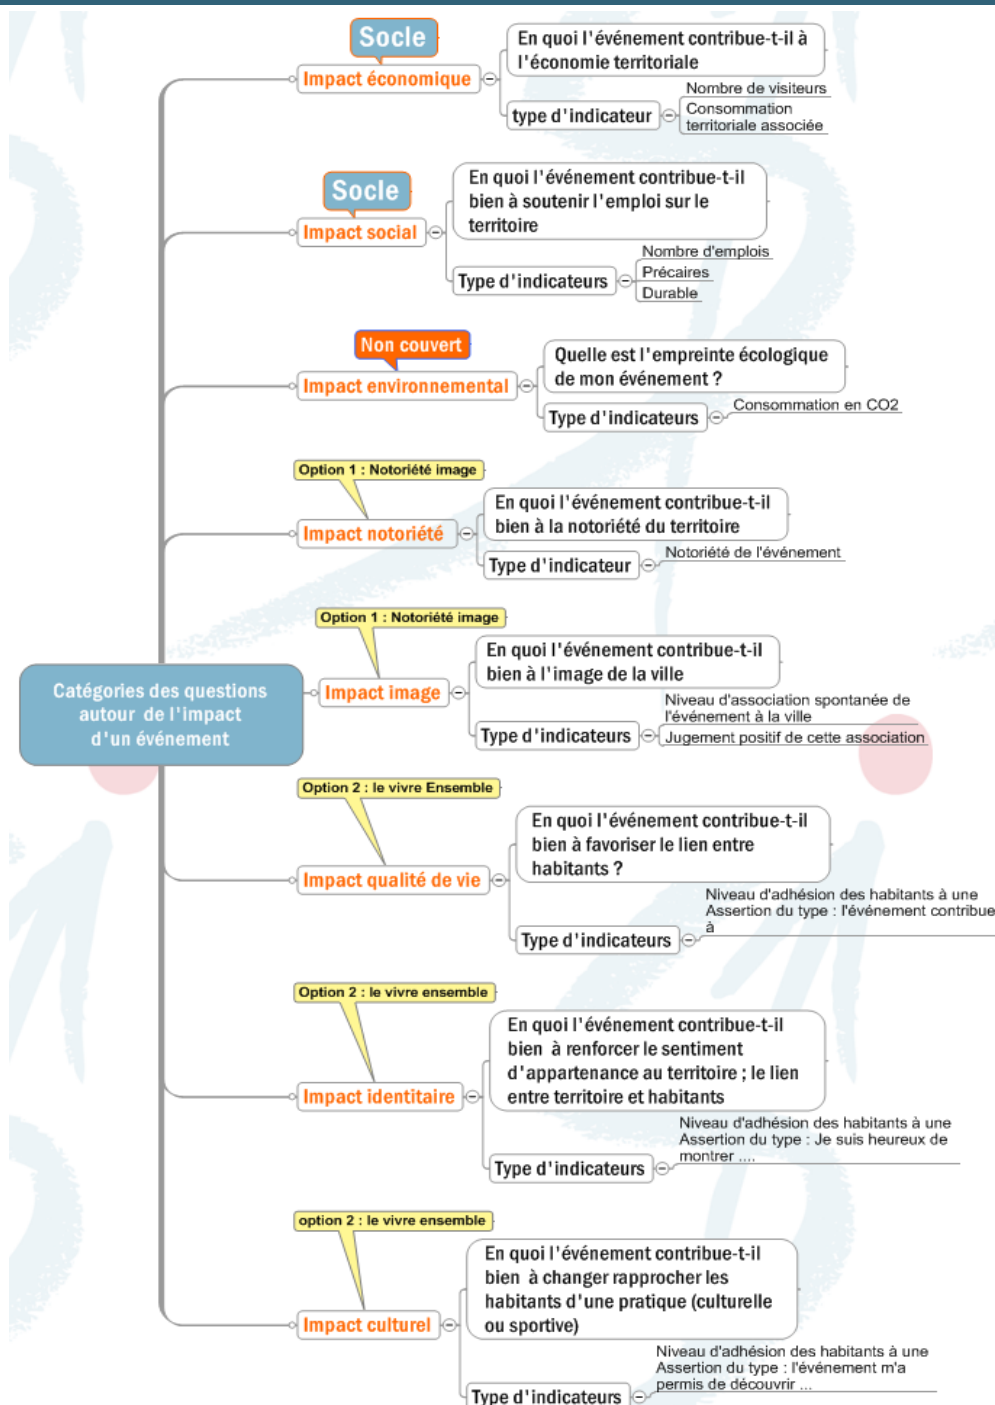 Socle
Impact économique
En quoi l'événement contribue-t-il à
l'économie territoriale
type d'indicateur
Nombre de visiteurs
Consommation
territoriale associée
Socle
Impact social
En quoi l'événement contribue-t-il
bien à soutenir l'emploi sur le
territoire
Type d'indicateurs
Nombre d'emplois
Précaires
Durable
Non couvert
Impact environnemental
Quelle est l'empreinte écologique
de mon événement ?
Type d'indicateurs
Consommation en CO2
Option 1 : Notoriété image
Impact notoriété
En quoi l'événement contribue-t-il
bien à la notoriété du territoire
Type d'indicateur
Notoriété de l'événement
Option 1 : Notoriété image
Impact image
En quoi l'événement contribue-t-il
bien à l'image de la ville
Type d'indicateurs
Niveau d'association spontanée de
l'événement à la ville
Jugement positif de cette association
Catégories des questions
autour de l'impact
d'un événement
Option 2 : le vivre Ensemble
Impact qualité de vie
En quoi l'événement contribue-t-il
bien à favoriser le lien entre
habitants ?
Type d'indicateurs
Niveau d'adhésion des habitants à une
Assertion du type : l'événement contribue
à
Option 2 : le vivre ensemble
Impact identitaire
En quoi l'événement contribue-t-il
bien à renforcer le sentiment
d'appartenance au territoire ; le lien
entre territoire et habitants
Type d'indicateurs
Niveau d'adhésion des habitants à une
Assertion du type : Je suis heureux de
montrer ....
option 2 : le vivre ensemble
Impact culturel
En quoi l'événement contribue-t-il
bien à changer rapprocher les
habitants d'une pratique (culturelle
ou sportive)
Type d'indicateurs
Niveau d'adhésion des habitants à une
Assertion du type : l'événement m'a
permis de découvrir ...